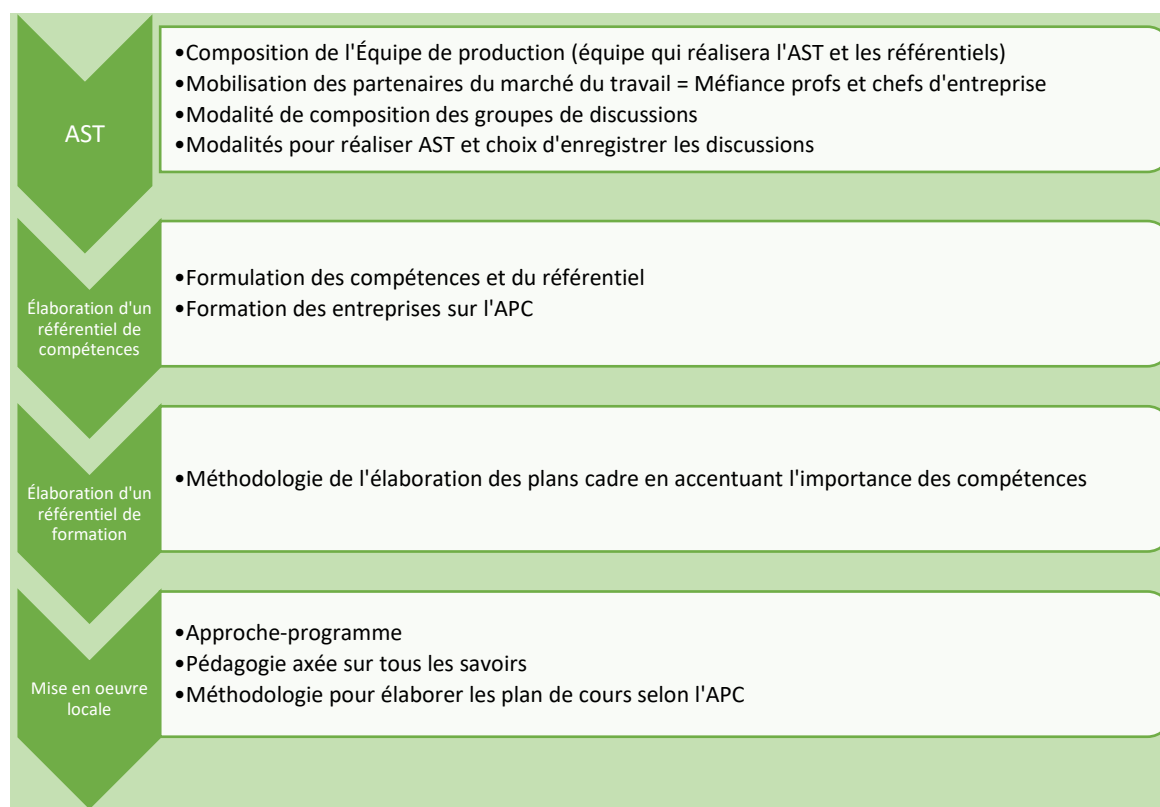 AST
•Composition de l'Équipe de production (équipe qui réalisera l'AST et les référentiels)
•Mobilisation des partenaires du marché du travail = Méfiance profs et chefs d'entreprise
•Modalité de composition des groupes de discussions
•Modalités pour réaliser AST et choix d'enregistrer les discussions
Élaboration d'un
référentiel de
compétences
•Formulation des compétences et du référentiel
•Formation des entreprises sur l'APC
Élaboration d'un
référentiel de
formation
•Méthodologie de l'élaboration des plans cadre en accentuant l'importance des compétences
Mise en oeuvre
locale
•Approche-programme
•Pédagogie axée sur tous les savoirs
•Méthodologie pour élaborer les plan de cours selon l'APC